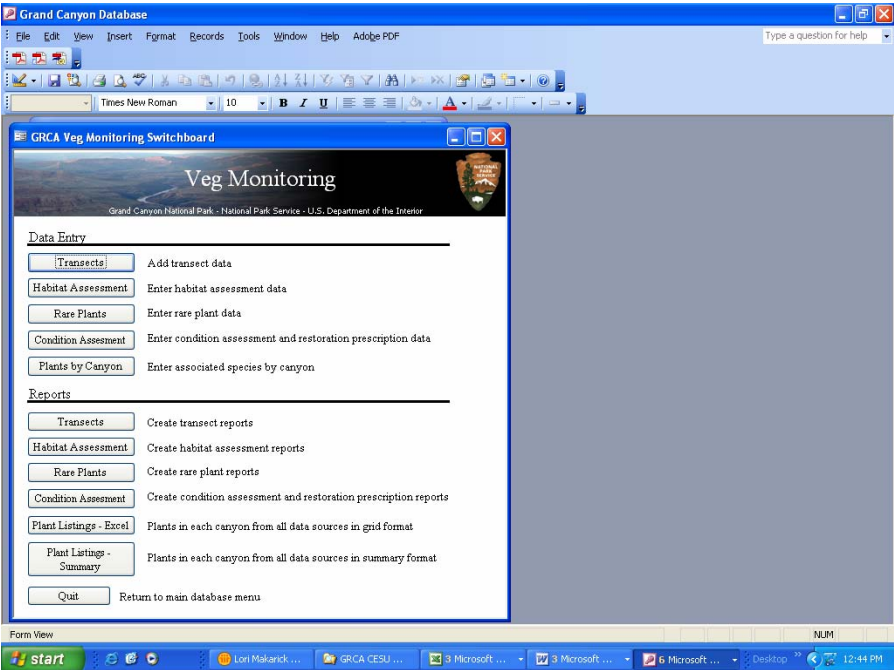 Grand Canyon Database
File Edit View Insert Format Records Tools Window Help Adobe PDF
Type a question for help
Times New Roman 10 B I U A
GRCA Veg Monitoring Switchboard
Veg Monitoring
NATIONAL PARK SERVICE
Grand Canyon National Park - National Park Service - U.S. Department of the Interior
Data Entry
Transects Add transect data
Habitat Assessment Enter habitat assessment data
Rare Plants Enter rare plant data
Condition Assesment Enter condition assessment and restoration prescription data
Plants by Canyon Enter associated species by canyon
Reports
Transects Create transect reports
Habitat Assessment Create habitat assessment reports
Rare Plants Create rare plant reports
Condition Assesment Create condition assessment and restoration prescription reports
Plant Listings - Excel Plants in each canyon from all data sources in grid format
Plant Listings -
Summary Plants in each canyon from all data sources in summary format
Quit Return to main database menu
Form View NUM
start Lori Makarick ... GRCA CESU ... 3 Microsoft ... 3 Microsoft ... 6 Microsoft ... Desktop » 12:44 PM